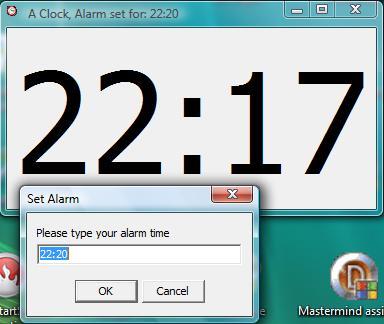 A Clock, Alarm set for: 22:20
22:17
Set Alarm
Please type your alarm time
22:20
OK Cancel
Mastermind assi